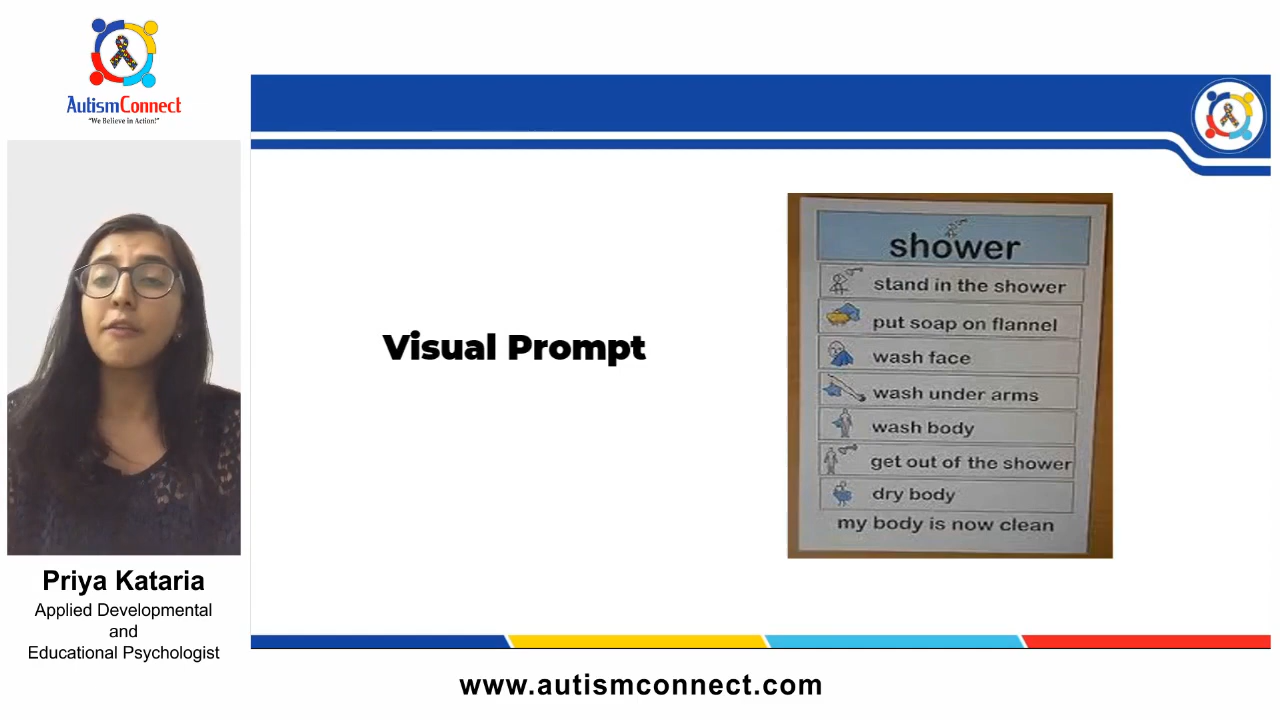 AutismConnect
"We Believe in Action!"
Priya Kataria
Applied Developmental
and
Educational Psychologist
Visual Prompt
shower
stand in the shower
put soap on flannel
wash face
wash under arms
wash body
get out of the shower
dry body
my body is now clean
www.autismconnect.com